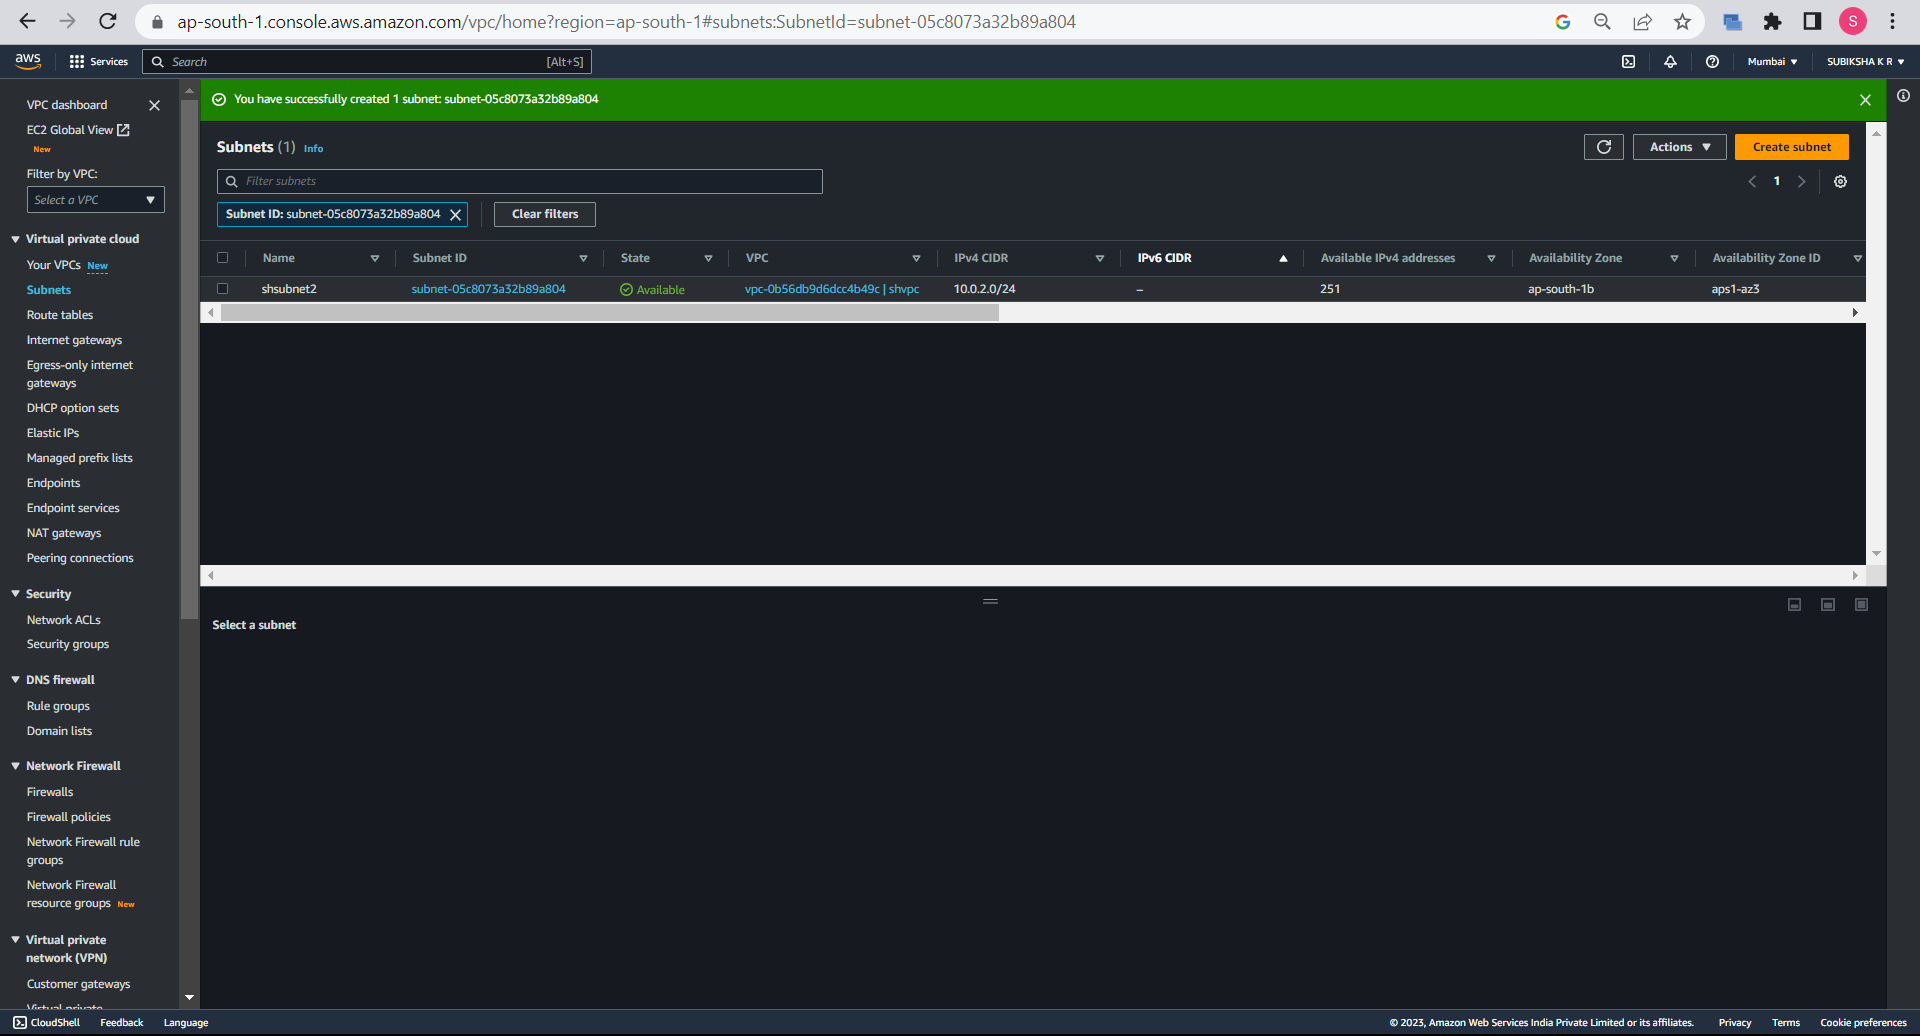 ap-south-1.console.aws.amazon.com/vpc/home?region=ap-south-1#subnets:SubnetId=subnet-05c8073a32b89a804
S
aws
Services
Search [Alt+S]
Mumbai ▼
SUBIKSHA K R ▼
VPC dashboard
EC2 Global View
New
Filter by VPC:
Select a VPC
Virtual private cloud
Your VPCs New
Subnets
Route tables
Internet gateways
Egress-only internet
gateways
DHCP option sets
Elastic IPs
Managed prefix lists
Endpoints
Endpoint services
NAT gateways
Peering connections
Security
Network ACLs
Security groups
DNS firewall
Rule groups
Domain lists
Network Firewall
Firewalls
Firewall policies
Network Firewall rule
groups
Network Firewall
resource groups New
Virtual private
network (VPN)
Customer gateways
Virtual private
You have successfully created 1 subnet: subnet-05c8073a32b89a804
Subnets (1) Info
Actions ▼
Create subnet
Filter subnets
1
Subnet ID: subnet-05c8073a32b89a804
Clear filters
Name Subnet ID State VPC IPv4 CIDR IPv6 CIDR Available IPv4 addresses Availability Zone Availability Zone ID
shsubnet2 subnet-05c8073a32b89a804 Available vpc-0b56db9d6dcc4b49c | shvpc 10.0.2.0/24 – 251 ap-south-1b aps1-az3
Select a subnet
CloudShell Feedback Language © 2023, Amazon Web Services India Private Limited or its affiliates. Privacy Terms Cookie preferences